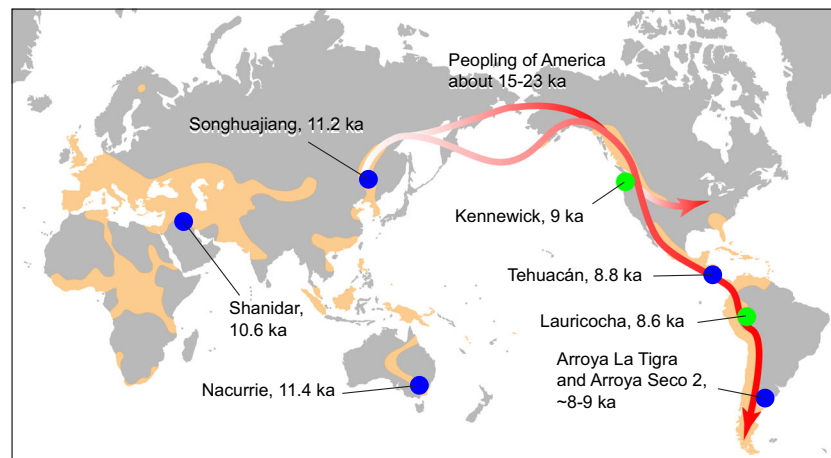 Peopling of America
about 15-23 ka
Songhuajiang, 11.2 ka
Kennewick, 9 ka
Tehuacán, 8.8 ka
Shanidar,
10.6 ka
Lauricocha, 8.6 ka
Nacurrie, 11.4 ka
Arroya La Tigra
and Arroya Seco 2,
~8-9 ka